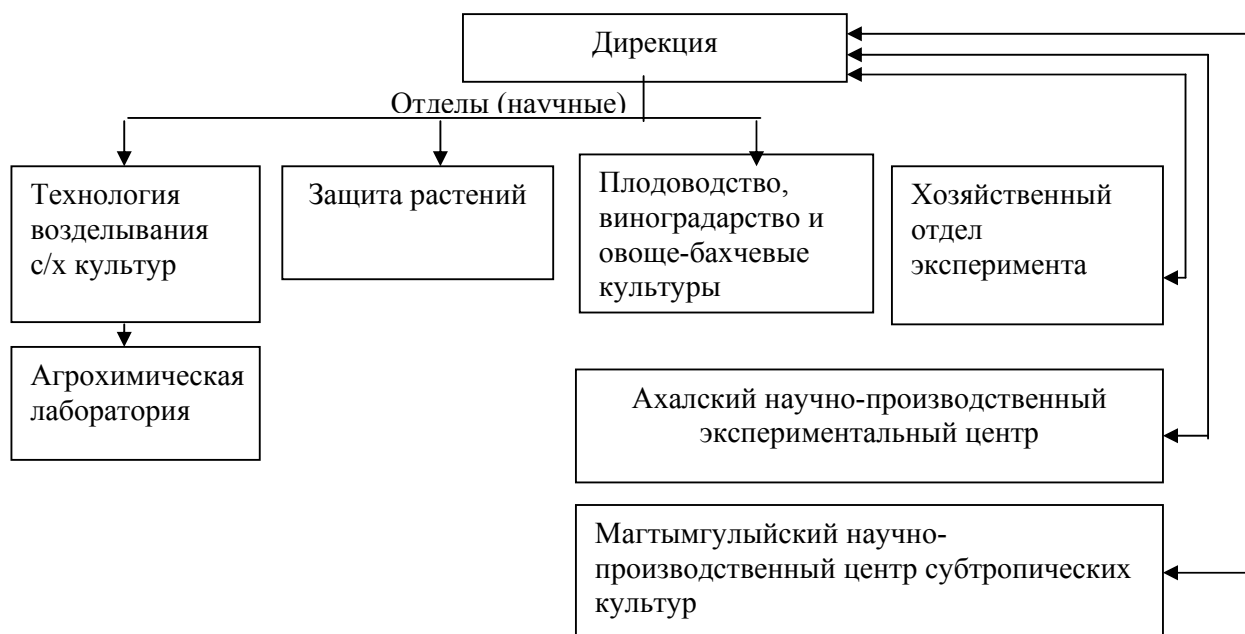 Дирекция
Отделы (научные)
Технология
возделывания
с/х культур
Защита растений
Плодоводство,
виноградарство и
овоще-бахчевые
культуры
Хозяйственный
отдел
эксперимента
Агрохимическая
лаборатория
Ахалский научно-производственный
экспериментальный центр
Магтымгулыйский научно-
производственный центр субтропических
культур